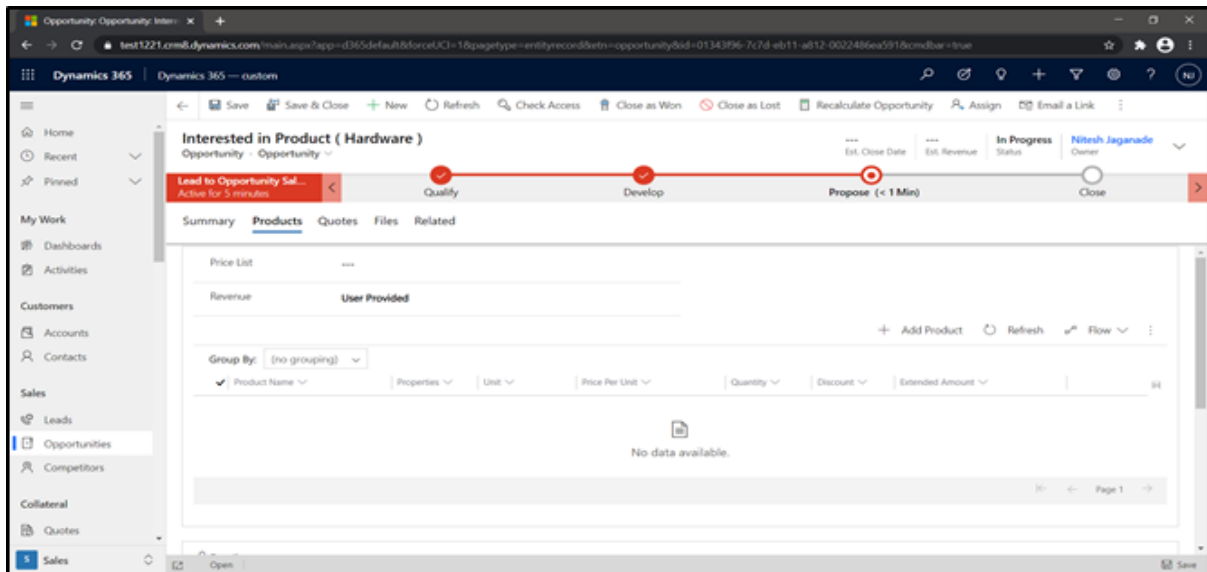 Opportunity: Opportunity: Inter
test1221.crm8.dynamics.com/main.aspx?app=d365default&forceUCI=1&pagetype=entityrecord&etn=opportunity&id=01343f96-7c7d-eb11-a812-0022486ea591&cmdbar=true
Dynamics 365 Dynamics 365 — custom NJ
Save Save & Close New Refresh Check Access Close as Won Close as Lost Recalculate Opportunity Assign Email a Link
Home
Recent
Pinned
My Work
Dashboards
Activities
Customers
Accounts
Contacts
Sales
Leads
Opportunities
Competitors
Collateral
Quotes
S Sales
Interested in Product ( Hardware )
Opportunity · Opportunity
--- --- In Progress Nitesh Jaganade
Est. Close Date Est. Revenue Status Owner
Lead to Opportunity Sal...
Active for 5 minutes
Qualify Develop Propose (< 1 Min) Close
Summary Products Quotes Files Related
Price List ---
Revenue User Provided
Add Product Refresh Flow
Group By: (no grouping)
Product Name Properties Unit Price Per Unit Quantity Discount Extended Amount
No data available.
Page 1
Open Save